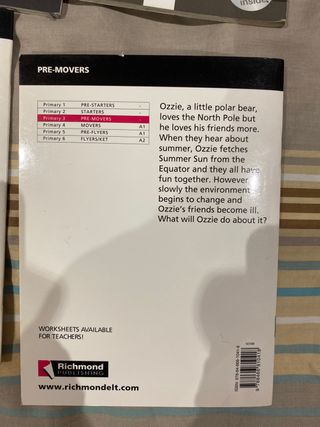 inside!
PRE-MOVERS
Primary 1 PRE-STARTERS -
Primary 2 STARTERS -
Primary 3 PRE-MOVERS -
Primary 4 MOVERS A1
Primary 5 PRE-FLYERS A1
Primary 6 FLYERS/KET A2
Ozzie, a little polar bear,
loves the North Pole but
he loves his friends more.
When they hear about
summer, Ozzie fetches
Summer Sun from the
Equator and they all have
fun together. However
slowly the environment
begins to change and
Ozzie's friends become ill.
What will Ozzie do about it?
WORKSHEETS AVAILABLE
FOR TEACHERS!
Richmond
PUBLISHING
www.richmondelt.com